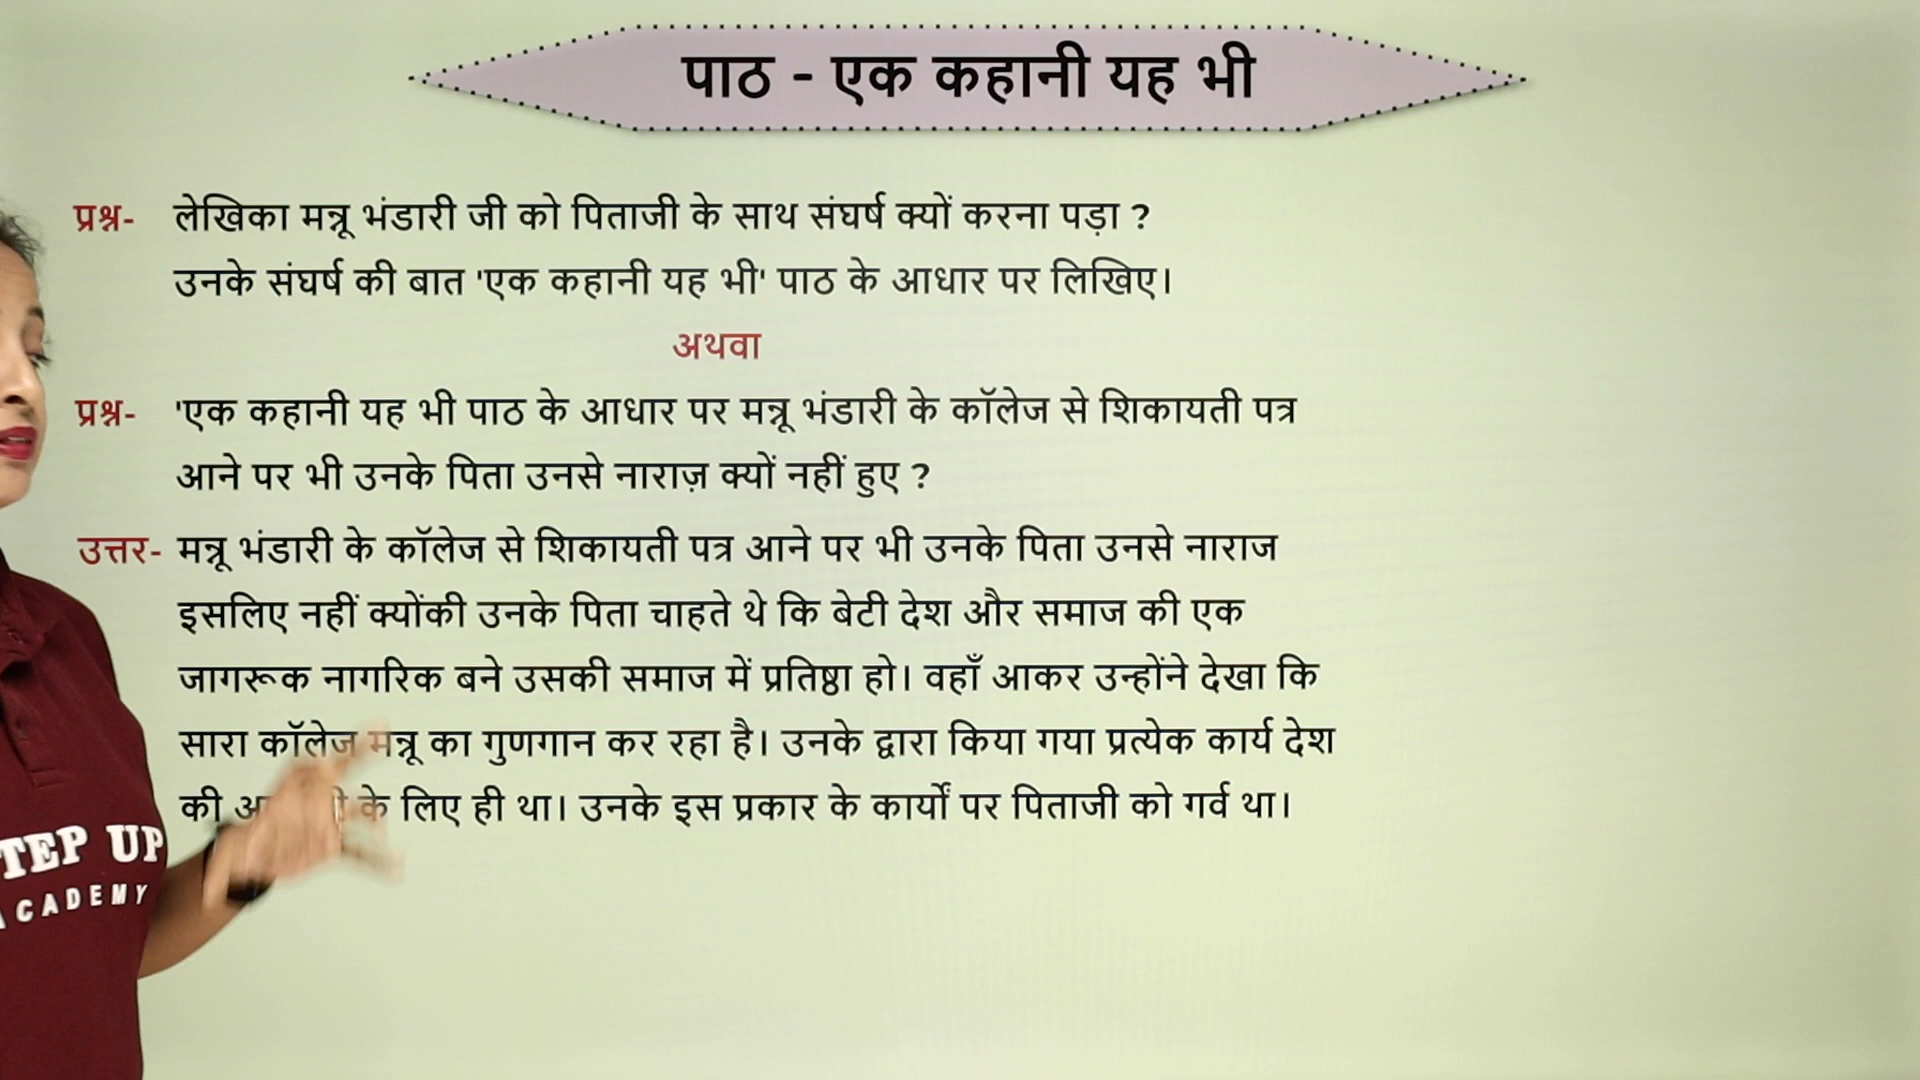 पाठ - एक कहानी यह भी
प्रश्न- लेखिका मन्नू भंडारी जी को पिताजी के साथ संघर्ष क्यों करना पड़ा ?
उनके संघर्ष की बात 'एक कहानी यह भी' पाठ के आधार पर लिखिए।
अथवा
प्रश्न- 'एक कहानी यह भी पाठ के आधार पर मन्नू भंडारी के कॉलेज से शिकायती पत्र
आने पर भी उनके पिता उनसे नाराज़ क्यों नहीं हुए ?
उत्तर- मन्नू भंडारी के कॉलेज से शिकायती पत्र आने पर भी उनके पिता उनसे नाराज
इसलिए नहीं क्योंकी उनके पिता चाहते थे कि बेटी देश और समाज की एक
जागरूक नागरिक बने उसकी समाज में प्रतिष्ठा हो। वहाँ आकर उन्होंने देखा कि
सारा कॉलेज मन्नू का गुणगान कर रहा है। उनके द्वारा किया गया प्रत्येक कार्य देश
की के लिए ही था। उनके इस प्रकार के कार्यों पर पिताजी को गर्व था।
TEP UP
CADEMY